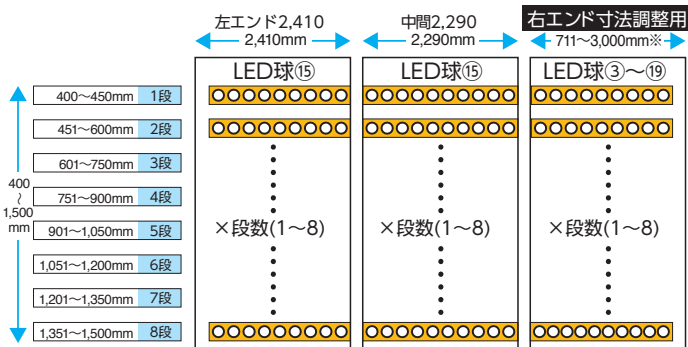 左エンド2,410
中間2,290
右エンド寸法調整用
2,410mm
2,290mm
711～3,000mm※
LED球⑮
LED球⑮
LED球③～⑲
400～450mm 1段
451～600mm 2段
601～750mm 3段
751～900mm 4段
901～1,050mm 5段
1,051～1,200mm 6段
1,201～1,350mm 7段
1,351～1,500mm 8段
400
～
1,500
mm
×段数(1～8)
×段数(1～8)
×段数(1～8)